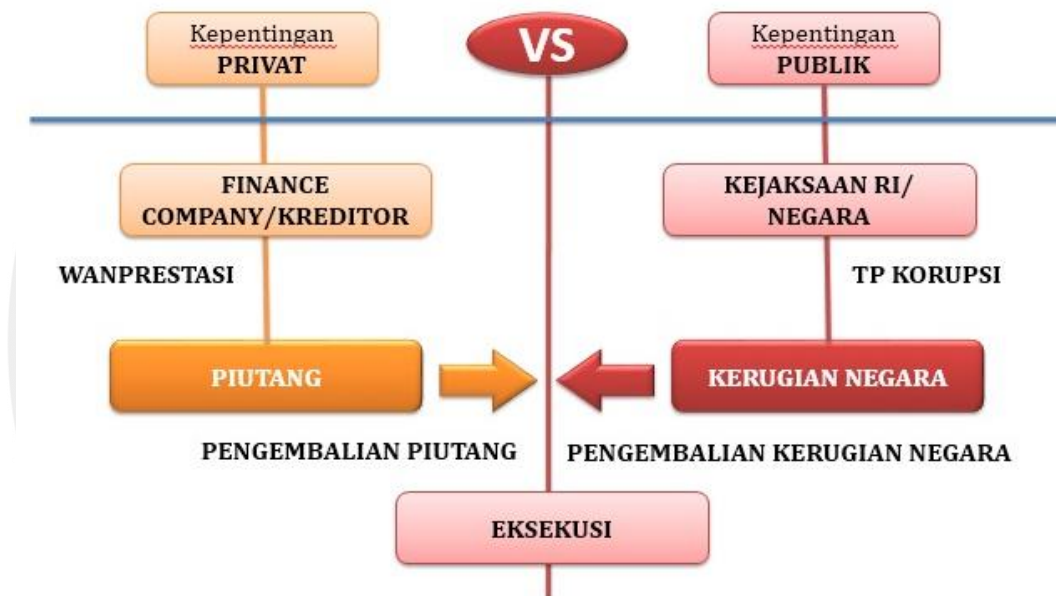 Kepentingan
PRIVAT
VS
Kepentingan
PUBLIK
FINANCE
COMPANY/KREDITOR
KEJAKSAAN RI/
NEGARA
WANPRESTASI
TP KORUPSI
PIUTANG
KERUGIAN NEGARA
PENGEMBALIAN PIUTANG
PENGEMBALIAN KERUGIAN NEGARA
EKSEKUSI